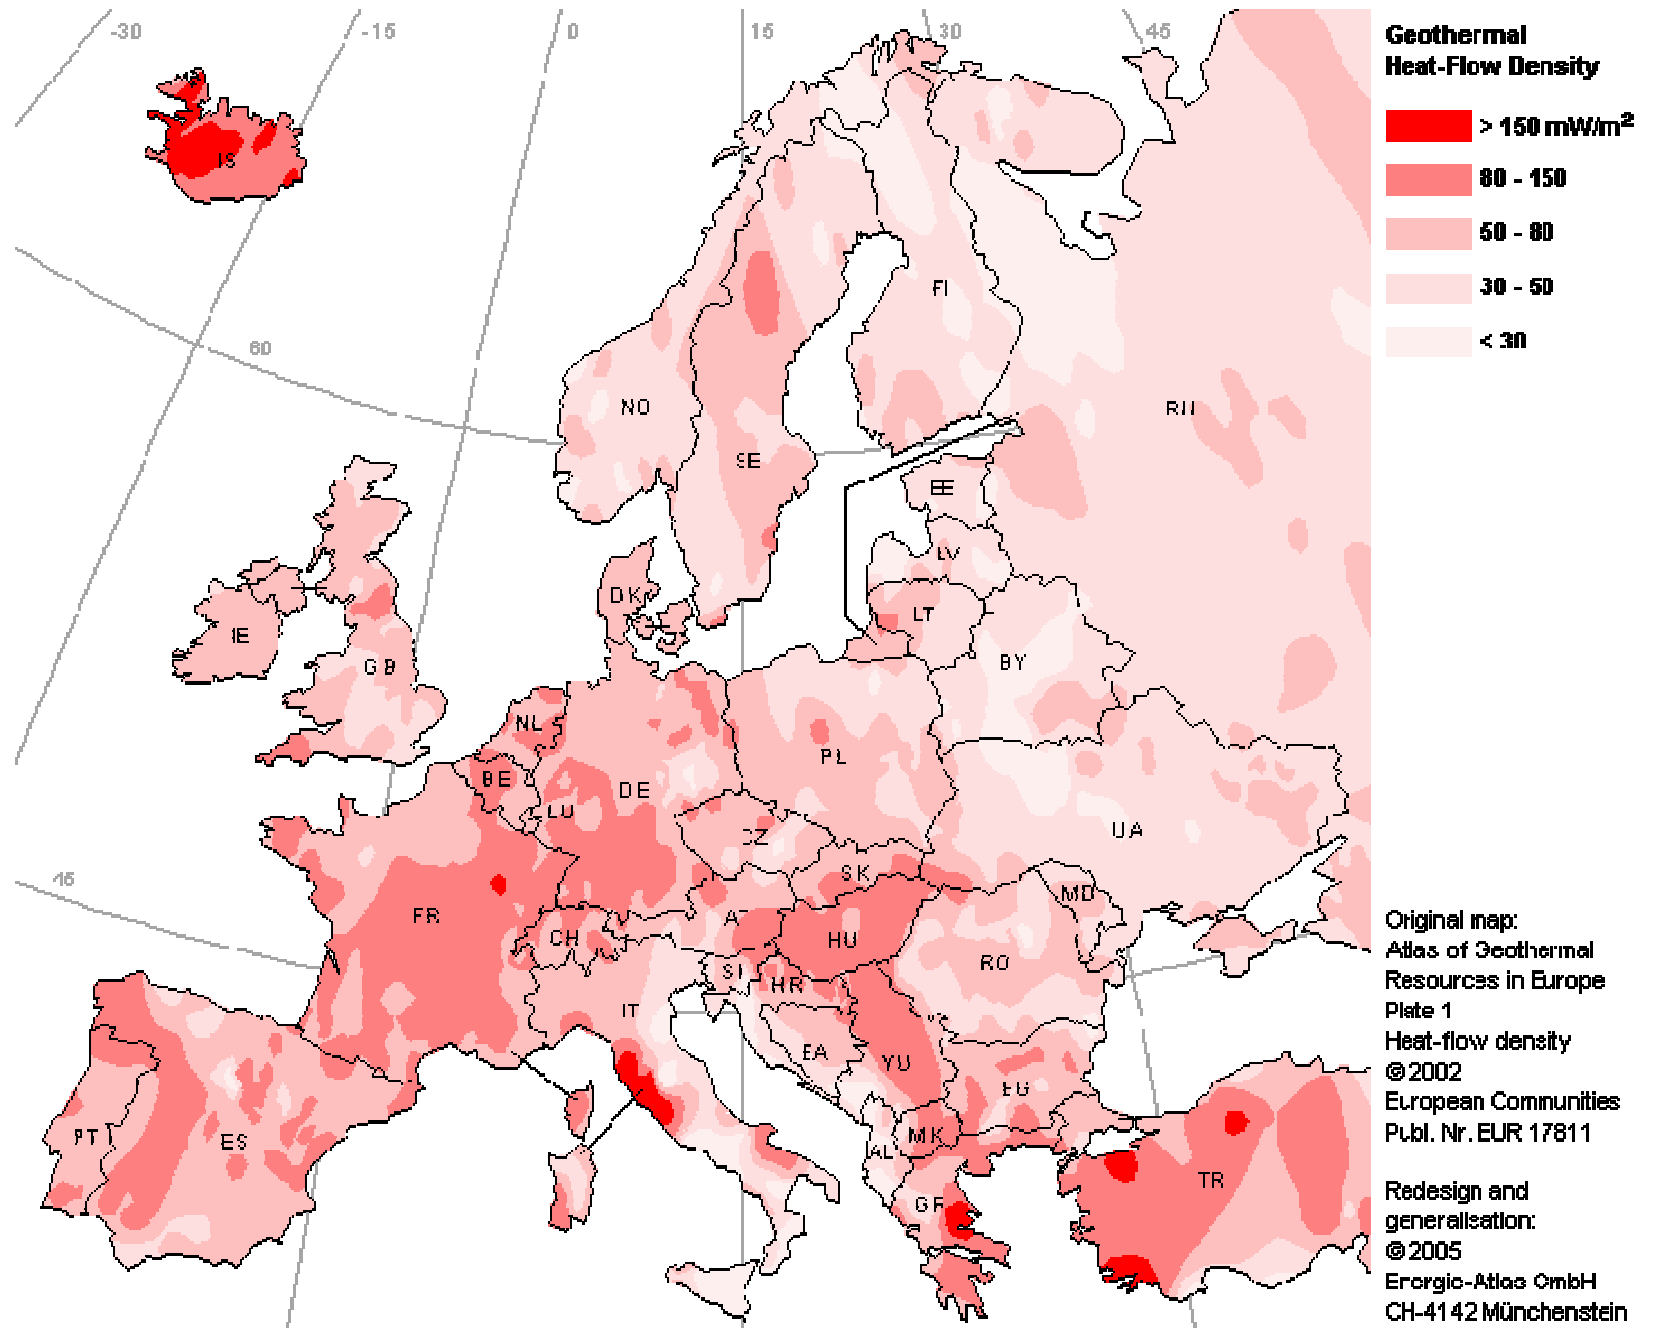 -30
-15
0
15
30
45
Geothermal
Heat-Flow Density
> 150 mW/m²
80 - 150
50 - 80
30 - 50
< 30
IS
FI
60
NO
RU
SE
EE
LV
DK
LT
IE
GB
BY
NL
PL
BE
DE
LU
CZ
UA
SK
45
MD
FR
A
CH
HU
RO
SI
HR
IT
BA
YU
BG
PT
ES
MK
AL
TR
GR
Original map:
Atlas of Geothermal
Resources in Europe
Plate 1
Heat-flow density
© 2002
European Communities
Publ. Nr. EUR 17811
Redesign and
generalisation:
© 2005
Energie-Atlas GmbH
CH-4142 Münchenstein